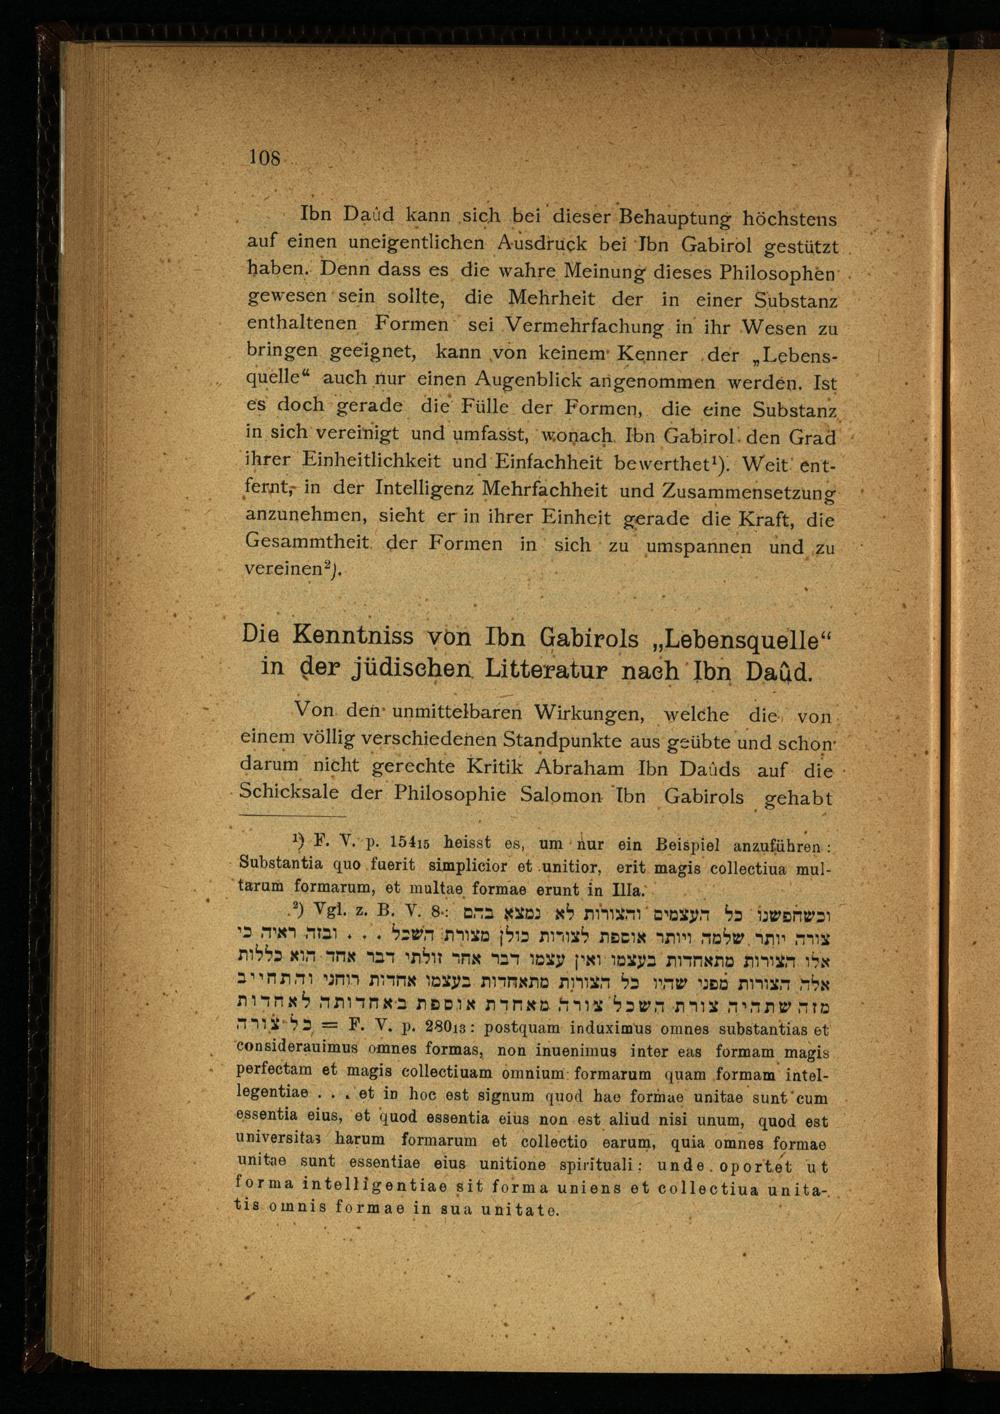 108
Ibn Daûd kann sich bei dieser Behauptung höchstens
auf einen uneigentlichen Ausdruck bei Ibn Gabirol gestützt
haben. Denn dass es die wahre Meinung dieses Philosophen
gewesen sein sollte, die Mehrheit der in einer Substanz
enthaltenen Formen sei Vermehrfachung in ihr Wesen zu
bringen geeignet, kann von keinem Kenner der „Lebens-
quelle“ auch nur einen Augenblick angenommen werden. Ist
es doch gerade die Fülle der Formen, die eine Substanz
in sich vereinigt und umfasst, wonach Ibn Gabirol den Grad
ihrer Einheitlichkeit und Einfachheit bewerthet¹). Weit ent-
fernt, in der Intelligenz Mehrfachheit und Zusammensetzung
anzunehmen, sieht er in ihrer Einheit gerade die Kraft, die
Gesammtheit der Formen in sich zu umspannen und zu
vereinen²).
Die Kenntniss von Ibn Gabirols „Lebensquelle“
in der jüdischen Litteratur nach Ibn Daûd.
Von den unmittelbaren Wirkungen, welche die von
einem völlig verschiedenen Standpunkte aus geübte und schon
darum nicht gerechte Kritik Abraham Ibn Daûds auf die
Schicksale der Philosophie Salomon Ibn Gabirols gehabt
¹) F. V. p. 154₁₅ heisst es, um nur ein Beispiel anzuführen:
Substantia quo fuerit simplicior et unitior, erit magis collectiua mul-
tarum formarum, et multae formae erunt in Illa.
²) Vgl. z. B. V. 8: וכשחפשנו כל העצמים והצורות לא נמצא בהם
צורה יותר שלמה ויותר אוספת לצורות כולן מצורת השכל . . . ובזה ראיה כי
אלו הצורות מתאחדות בעצמו ואין עצמו דבר אחר זולתי דבר אחד הוא כללות
אלה הצורות מפני שהיו כל הצורות מתאחדות בעצמו אחדות רוחני והתחייב
מזה שתהיה צורת השכל צורה מאחדת אוספת באחדותה לאחדות
כל צורה = F. V. p. 280₁₃: postquam induximus omnes substantias et
considerauimus omnes formas, non inuenimus inter eas formam magis
perfectam et magis collectiuam omnium formarum quam formam intel-
legentiae . . . et in hoc est signum quod hae formae unitae sunt cum
essentia eius, et quod essentia eius non est aliud nisi unum, quod est
universitas harum formarum et collectio earum, quia omnes formae
unitae sunt essentiae eius unitione spirituali: unde oportet ut
forma intelligentiae sit forma uniens et collectiua unita-
tis omnis formae in sua unitate.